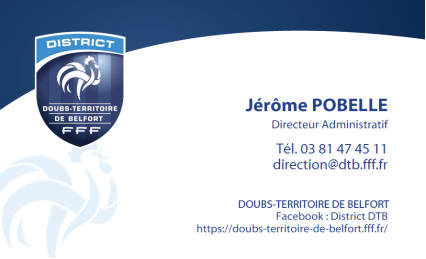 DISTRICT
DOUBS-TERRITOIRE
DE BELFORT
FFF
Jérôme POBELLE
Directeur Administratif
Tél. 03 81 47 45 11
direction@dtb.fff.fr
DOUBS-TERRITOIRE DE BELFORT
Facebook : District DTB
https://doubs-territoire-de-belfort.fff.fr/